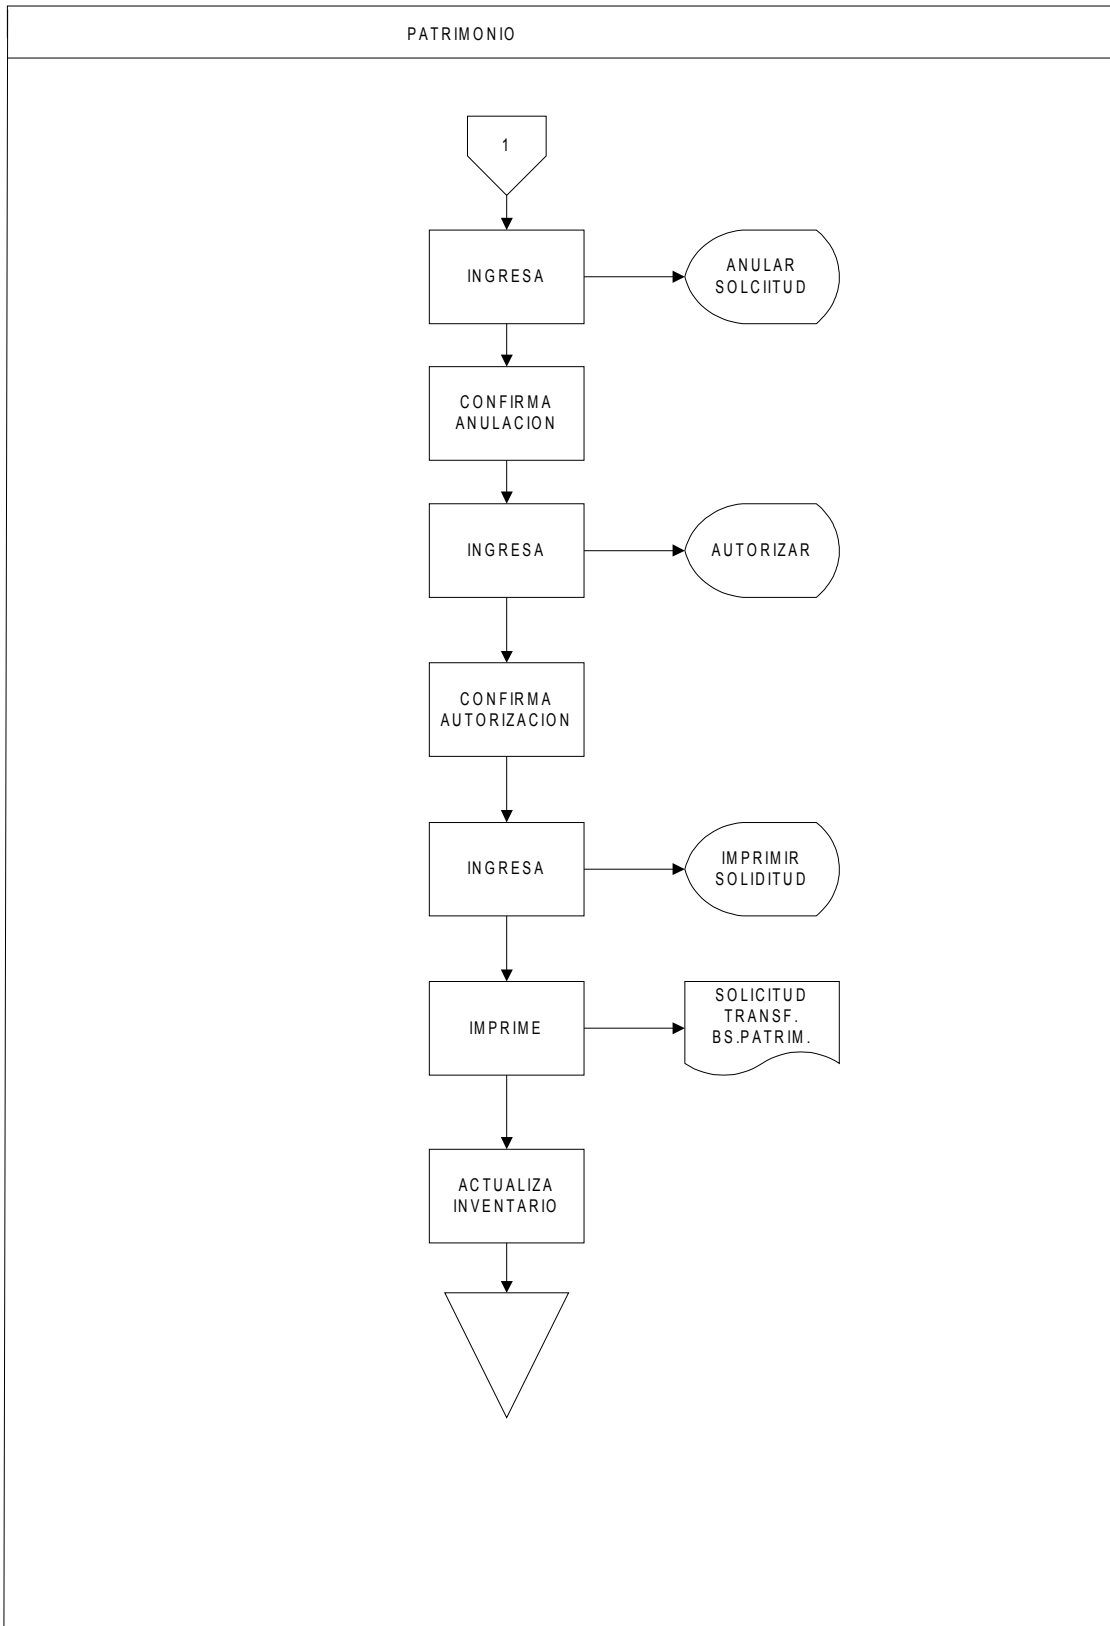 PATRIMONIO
1
INGRESA
ANULAR
SOLCIITUD
CONFIRMA
ANULACION
INGRESA
AUTORIZAR
CONFIRMA
AUTORIZACION
INGRESA
IMPRIMIR
SOLIDITUD
IMPRIME
SOLICITUD
TRANSF.
BS.PATRIM.
ACTUALIZA
INVENTARIO